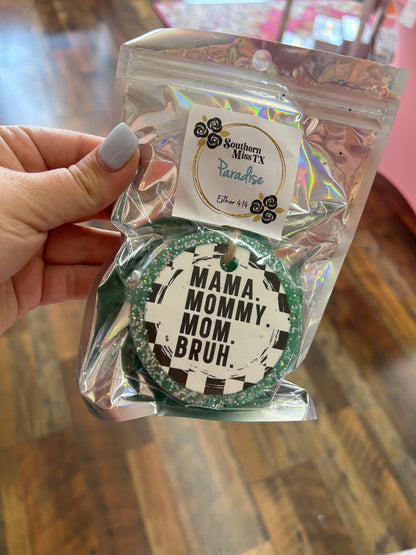 Southern
Miss TX
Paradise
Esther 4:14
MAMA.
MOMMY.
MOM.
BRUH.